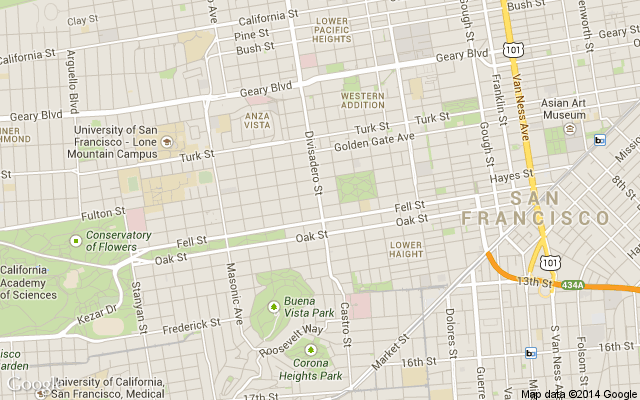 California St
Clay St
Pine St
Bush St
LOWER
PACIFIC
HEIGHTS
Bush St
Gough St
101
Geary Blvd
Geary Blvd
Geary Blvd
Arguello Blvd
WESTERN
ADDITION
Franklin St
Van Ness Ave
Asian Art
Museum
ANZA
VISTA
University of San
Francisco - Lone
Mountain Campus
Turk St
Turk St
Turk St
Golden Gate Ave
Divisadero St
Gough St
Mission
8th St
Hayes St
SAN
FRANCISCO
Fulton St
Fell St
Oak St
Conservatory
of Flowers
Fell St
Oak St
Oak St
LOWER
HAIGHT
101
California
Academy
of Sciences
Stanyan St
Masonic Ave
13th St
434A
Kezar Dr
Buena
Vista Park
Castro St
Frederick St
Roosevelt Way
Market St
Dolores St
S Van Ness Ave
Folsom St
Corona
Heights Park
16th St
16th St
17th St
Guerre
University of California,
San Francisco, Medical
Google
Map data ©2014 Google